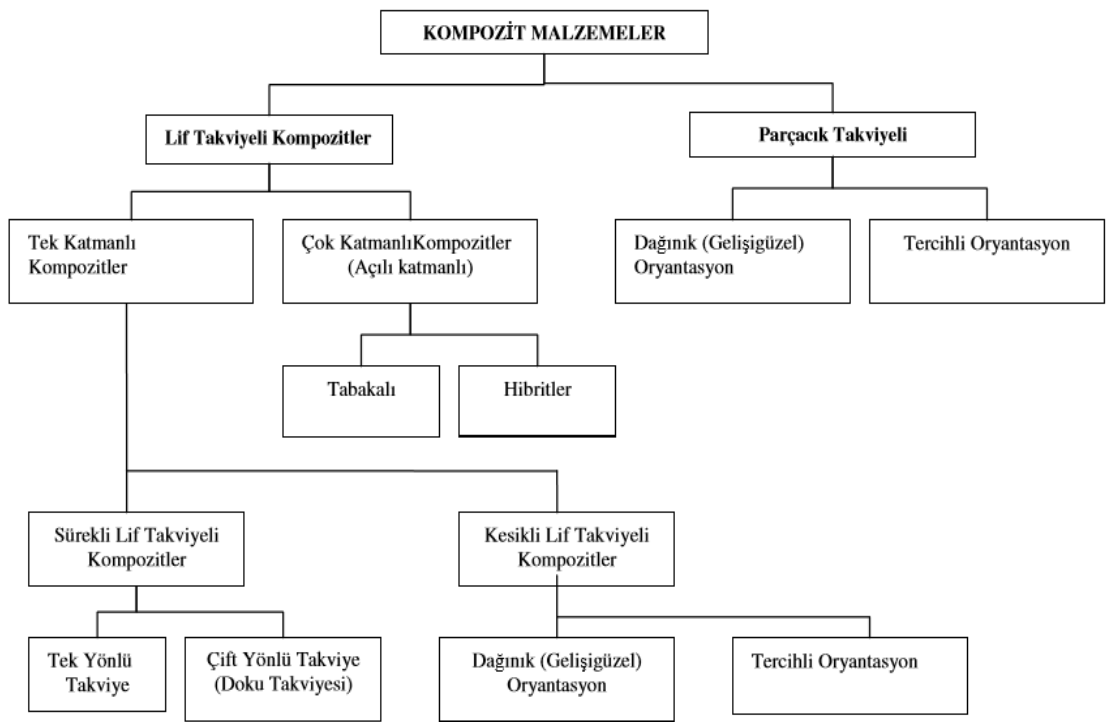 KOMPOZİT MALZEMELER
Lif Takviyeli Kompozitler
Parçacık Takviyeli
Tek Katmanlı
Kompozitler
Çok KatmanlıKompozitler
(Açılı katmanlı)
Dağınık (Gelişigüzel)
Oryantasyon
Tercihli Oryantasyon
Tabakalı
Hibritler
Sürekli Lif Takviyeli
Kompozitler
Kesikli Lif Takviyeli
Kompozitler
Tek Yönlü
Takviye
Çift Yönlü Takviye
(Doku Takviyesi)
Dağınık (Gelişigüzel)
Oryantasyon
Tercihli Oryantasyon